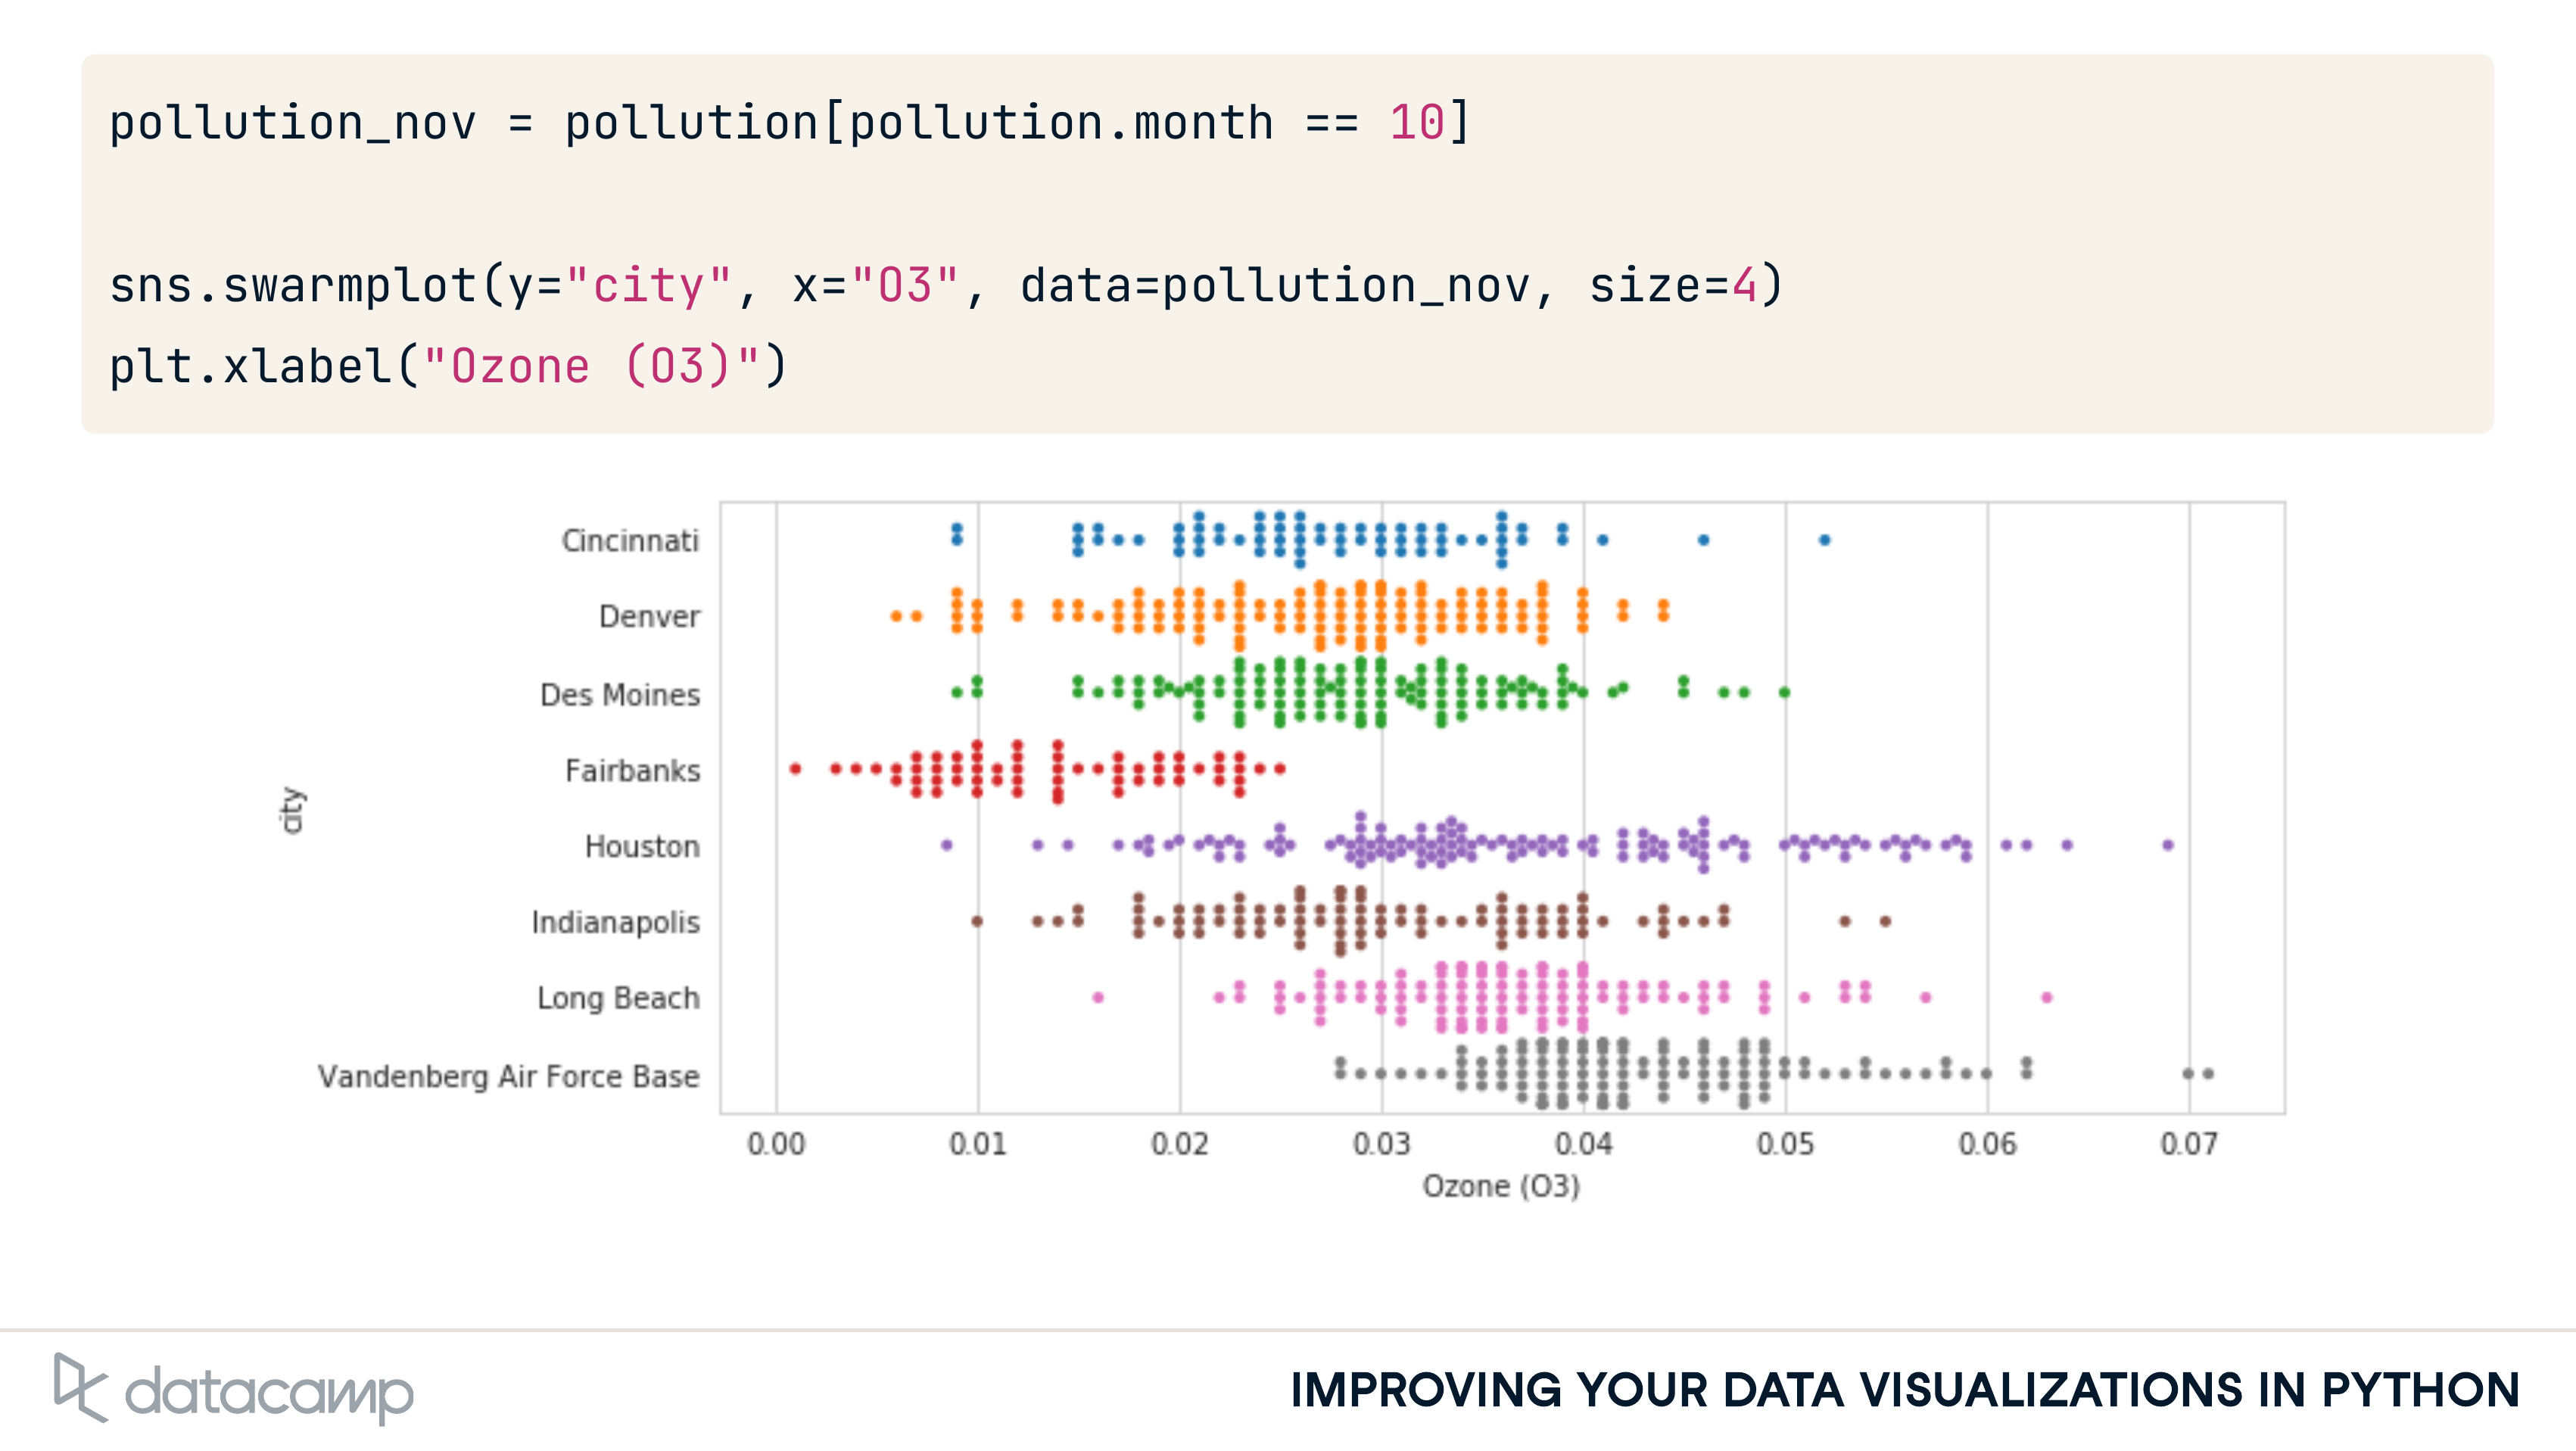 pollution_nov = pollution[pollution.month == 10]
sns.swarmplot(y="city", x="O3", data=pollution_nov, size=4)
plt.xlabel("Ozone (O3)")
Cincinnati
Denver
Des Moines
Fairbanks
city
Houston
Indianapolis
Long Beach
Vandenberg Air Force Base
0.00 0.01 0.02 0.03 0.04 0.05 0.06 0.07
Ozone (O3)
datacamp
IMPROVING YOUR DATA VISUALIZATIONS IN PYTHON